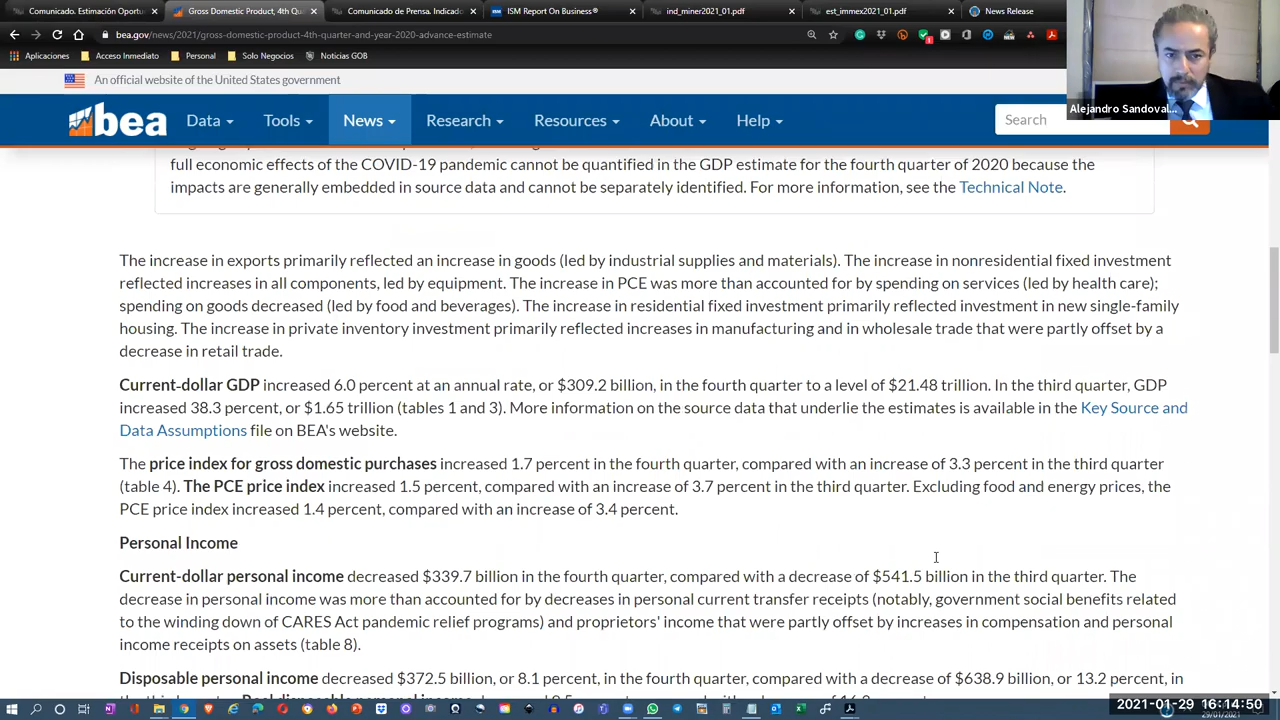 Comunicado. Estimación Oportu
Gross Domestic Product, 4th Qua
Comunicado de Prensa. Indicado
ISM Report On Business®
ind_miner2021_01.pdf
est_immex2021_01.pdf
News Release
bea.gov/news/2021/gross-domestic-product-4th-quarter-and-year-2020-advance-estimate
Aplicaciones
Acceso Inmediato
Personal
Solo Negocios
Noticias GOB
Alejandro Sandoval...
An official website of the United States government
bea
Data
Tools
News
Research
Resources
About
Help
Search
full economic effects of the COVID-19 pandemic cannot be quantified in the GDP estimate for the fourth quarter of 2020 because the
impacts are generally embedded in source data and cannot be separately identified. For more information, see the Technical Note.
The increase in exports primarily reflected an increase in goods (led by industrial supplies and materials). The increase in nonresidential fixed investment
reflected increases in all components, led by equipment. The increase in PCE was more than accounted for by spending on services (led by health care);
spending on goods decreased (led by food and beverages). The increase in residential fixed investment primarily reflected investment in new single-family
housing. The increase in private inventory investment primarily reflected increases in manufacturing and in wholesale trade that were partly offset by a
decrease in retail trade.
Current-dollar GDP increased 6.0 percent at an annual rate, or $309.2 billion, in the fourth quarter to a level of $21.48 trillion. In the third quarter, GDP
increased 38.3 percent, or $1.65 trillion (tables 1 and 3). More information on the source data that underlie the estimates is available in the Key Source and
Data Assumptions file on BEA's website.
The price index for gross domestic purchases increased 1.7 percent in the fourth quarter, compared with an increase of 3.3 percent in the third quarter
(table 4). The PCE price index increased 1.5 percent, compared with an increase of 3.7 percent in the third quarter. Excluding food and energy prices, the
PCE price index increased 1.4 percent, compared with an increase of 3.4 percent.
Personal Income
Current-dollar personal income decreased $339.7 billion in the fourth quarter, compared with a decrease of $541.5 billion in the third quarter. The
decrease in personal income was more than accounted for by decreases in personal current transfer receipts (notably, government social benefits related
to the winding down of CARES Act pandemic relief programs) and proprietors' income that were partly offset by increases in compensation and personal
income receipts on assets (table 8).
Disposable personal income decreased $372.5 billion, or 8.1 percent, in the fourth quarter, compared with a decrease of $638.9 billion, or 13.2 percent, in
2021-01-29 16:14:50
29/01/2021